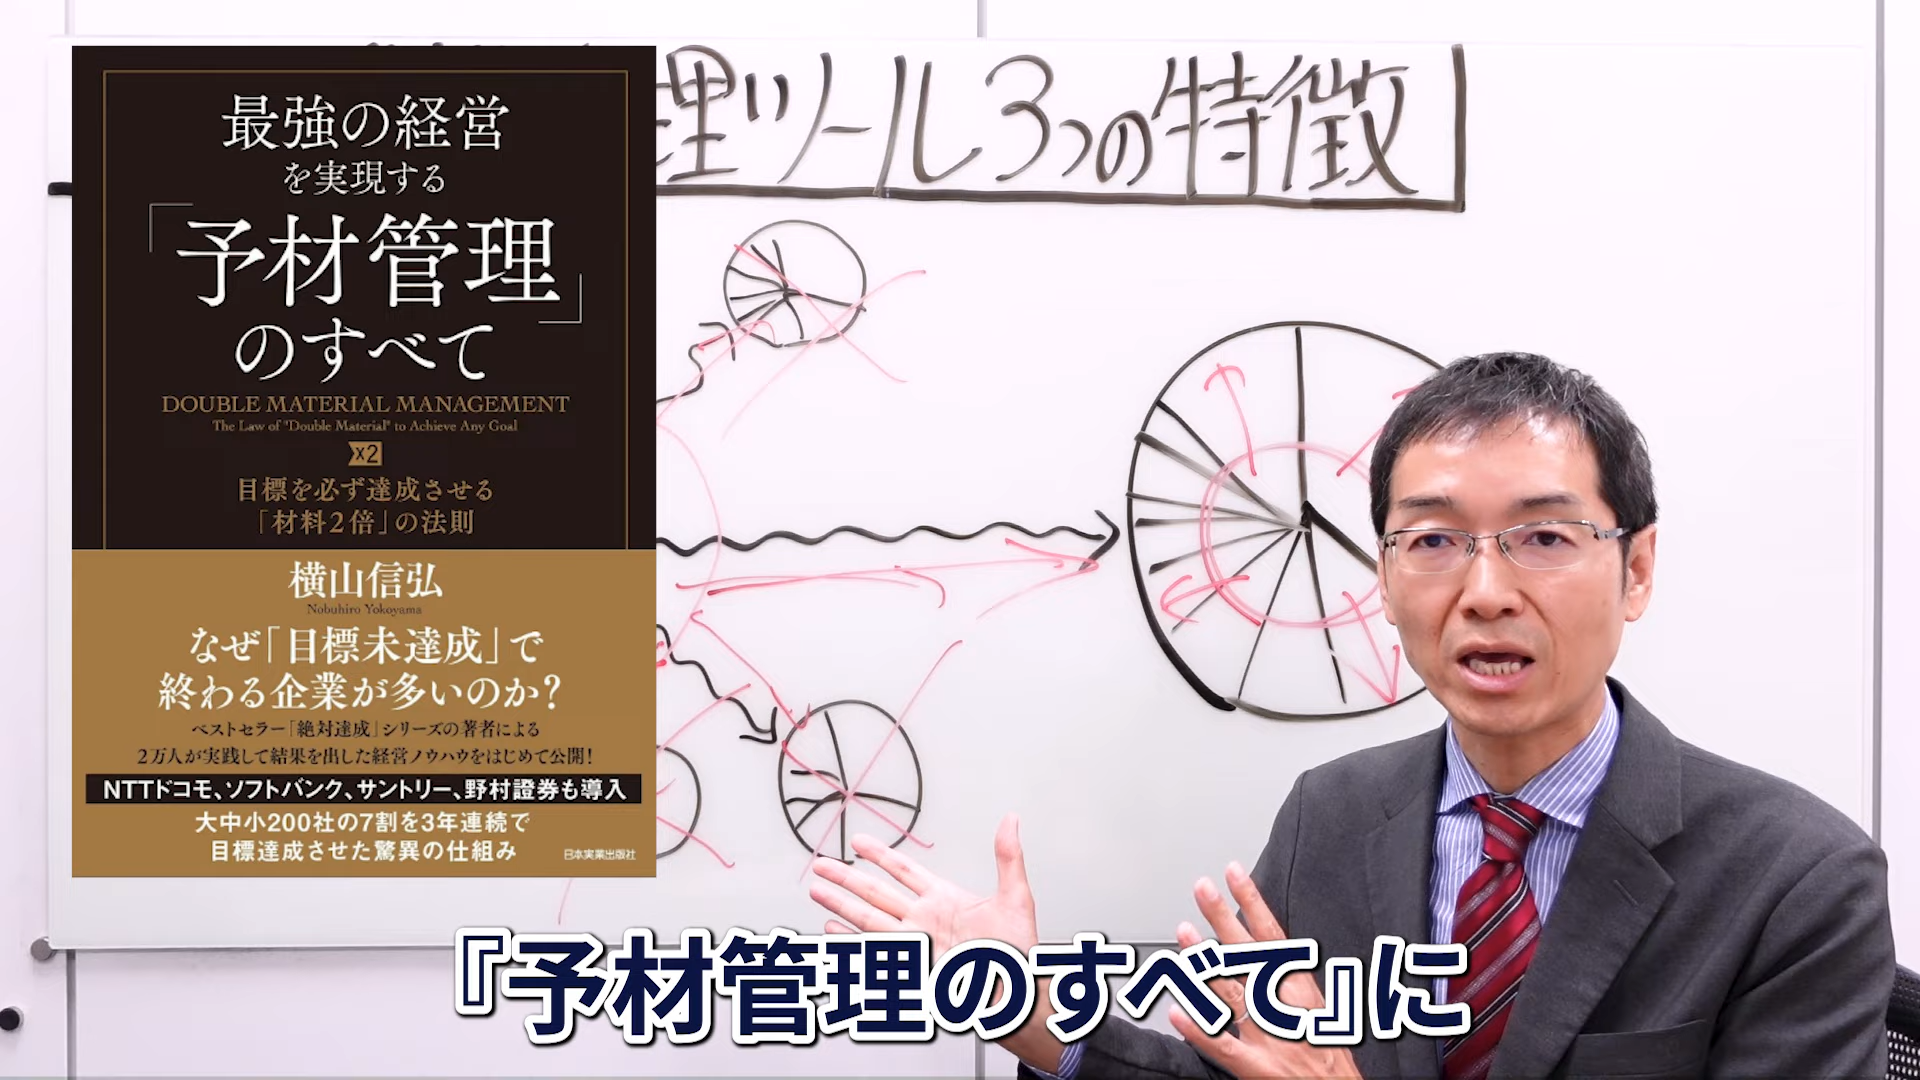 最強の経営
を実現する
「予材管理」
のすべて
DOUBLE MATERIAL MANAGEMENT
The Law of "Double Material" to Achieve Any Goal
x2
目標を必ず達成させる
「材料2倍」の法則
横山信弘
Nobuhiro Yokoyama
なぜ「目標未達成」で
終わる企業が多いのか?
ベストセラー「絶対達成」シリーズの著者による
2万人が実践して結果を出した経営ノウハウをはじめて公開!
NTTドコモ、ソフトバンク、サントリー、野村證券も導入
大中小200社の7割を3年連続で
目標達成させた驚異の仕組み
日本実業出版社
理ツール3つの特徴
『予材管理のすべて』に